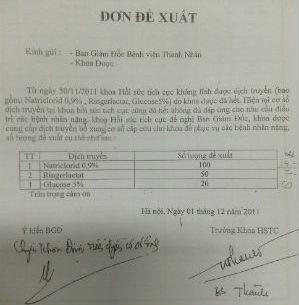 ĐƠN ĐỀ XUẤT
Kính gửi : - Ban Giám Đốc Bệnh viện Thanh Nhàn
- Khoa Dược
Từ ngày 30/11/2011 khoa Hồi sức tích cực không lĩnh được dịch truyền (bao
gồm: Natriclorid 0,9% , Ringerlactat, Glucose5%) do khoa dược đã hết. Hiện tại cơ số
dịch truyền tại khoa hồi sức tích cực cũng đã hết không đủ đáp ứng cho nhu cầu điều
trị các bệnh nhân nặng. khoa Hồi sức tích cực đề nghị Ban Giám Đốc, khoa dược
cung cấp dịch truyền bổ xung cơ số cấp cứu cho khoa để phục vụ các bệnh nhân nặng,
số lượng đề xuất cụ thể như sau:
TT Dịch truyền Số lượng đề xuất
1 Natriclorid 0,9% 100
2 Ringerlactat 50
3 Glucose 5% 20
Trân trọng cảm ơn
Hà nội, Ngày 01 tháng 12 năm 2011
Ý kiến BGĐ Trưởng Khoa HSTC
BS Thành